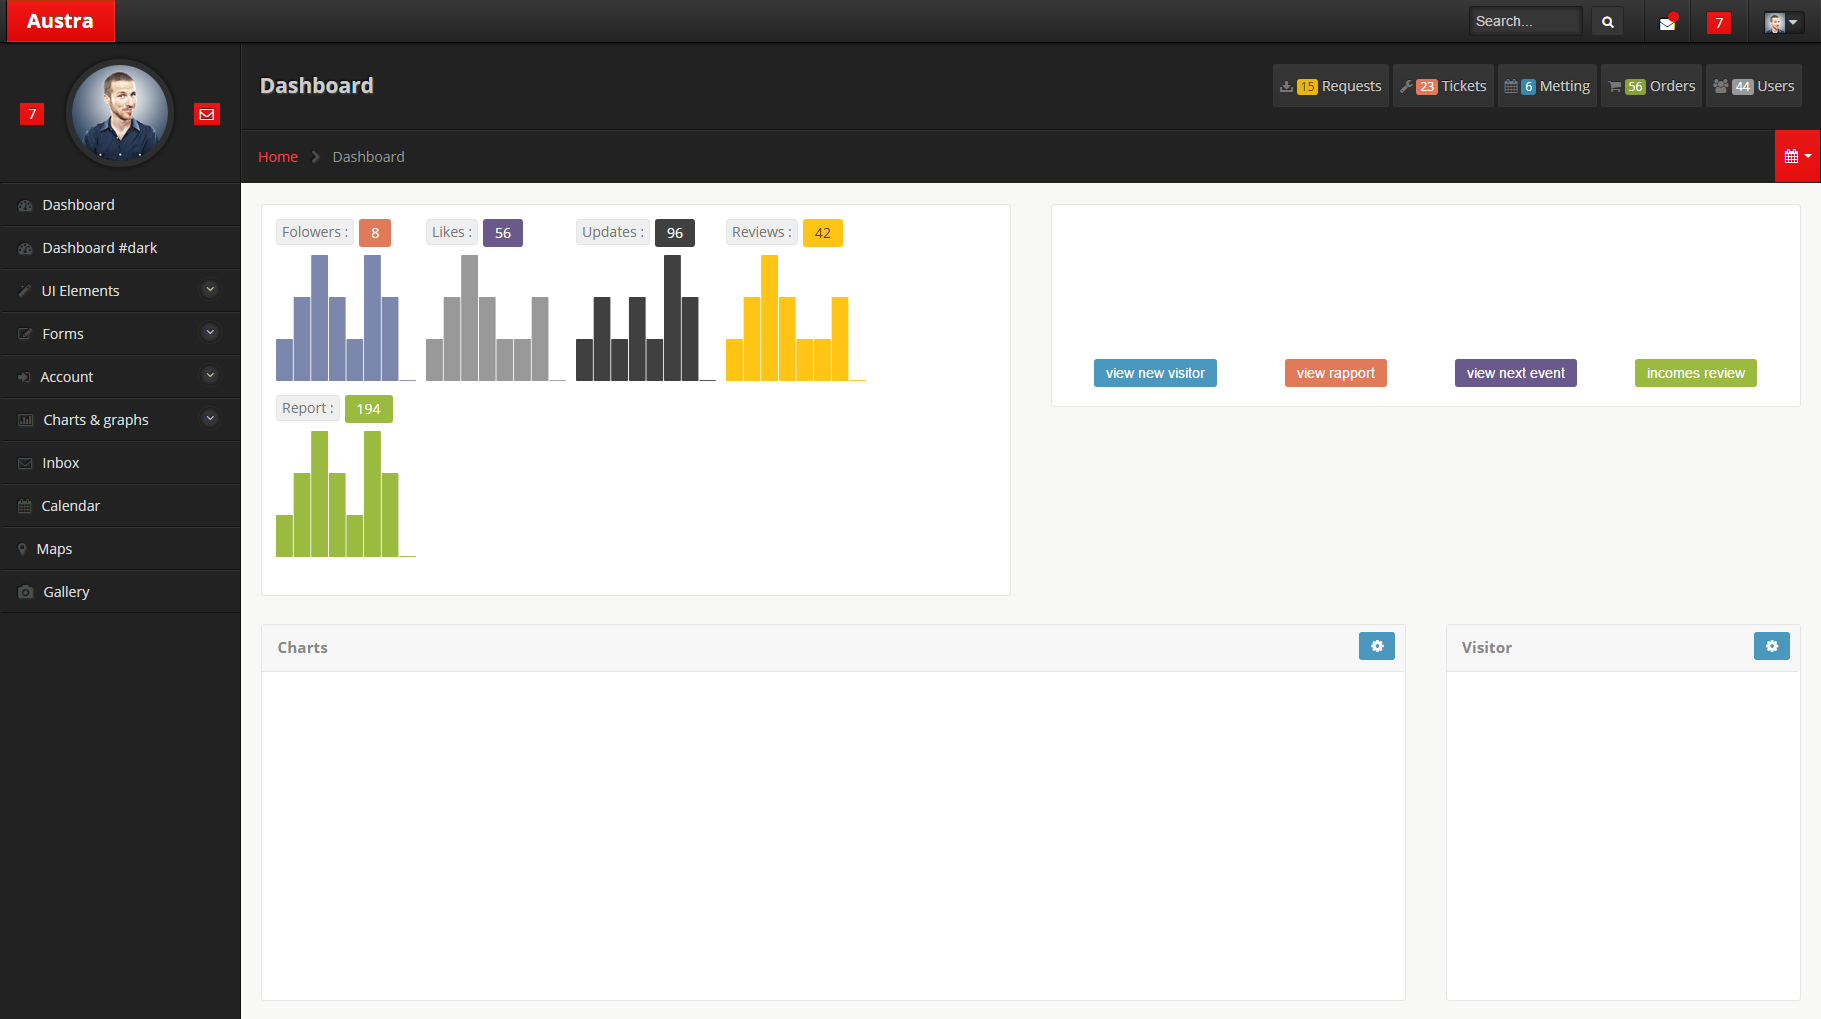 Austra
Search...
7
7
Dashboard
15 Requests
23 Tickets
6 Metting
56 Orders
44 Users
Home
Dashboard
Dashboard
Dashboard #dark
UI Elements
Forms
Account
Charts & graphs
Inbox
Calendar
Maps
Gallery
Folowers : 8
Likes : 56
Updates : 96
Reviews : 42
Report : 194
view new visitor
view rapport
view next event
incomes review
Charts
Visitor